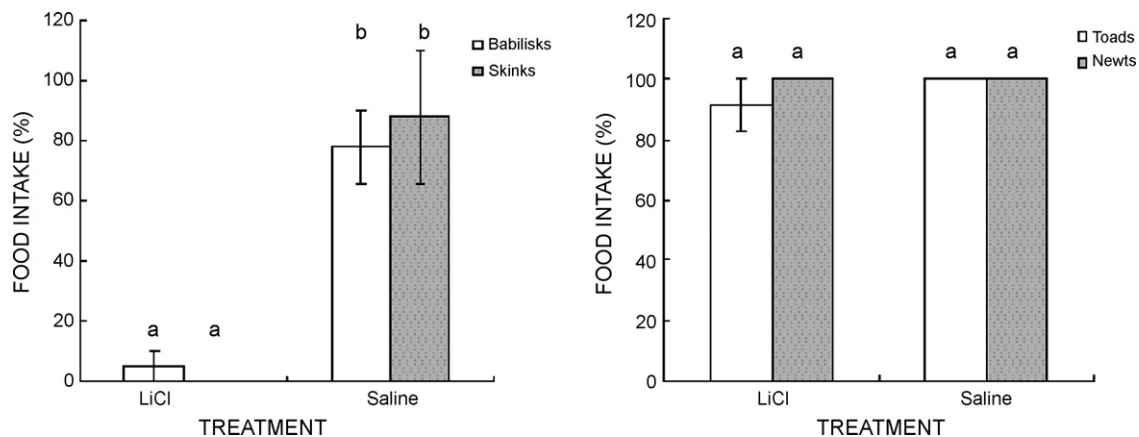 120
100
80
60
40
20
0
FOOD INTAKE (%)
a a
b b
Babilisks
Skinks
LiCl Saline
TREATMENT
120
100
80
60
40
20
0
FOOD INTAKE (%)
a a a a
Toads
Newts
LiCl Saline
TREATMENT